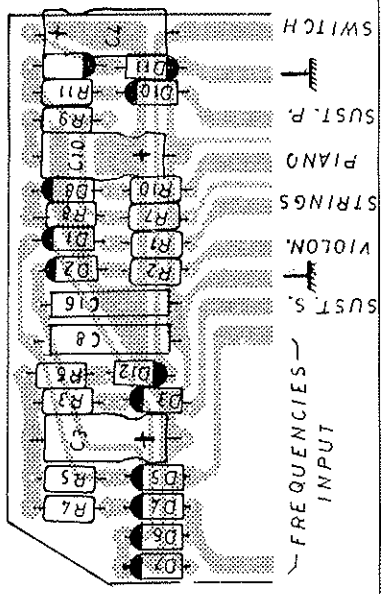 SWITCH
D11
R11 D10
SUST. P.
R9
C10
PIANO
D8 R10
STRINGS
R8 R7
D1 R1
VIOLON.
D2 R2
C16
SUST. S.
C8
R6 D12
R3 D3
C3
R5 D5
R4 D4
D6
D7
FREQUENCIES
INPUT